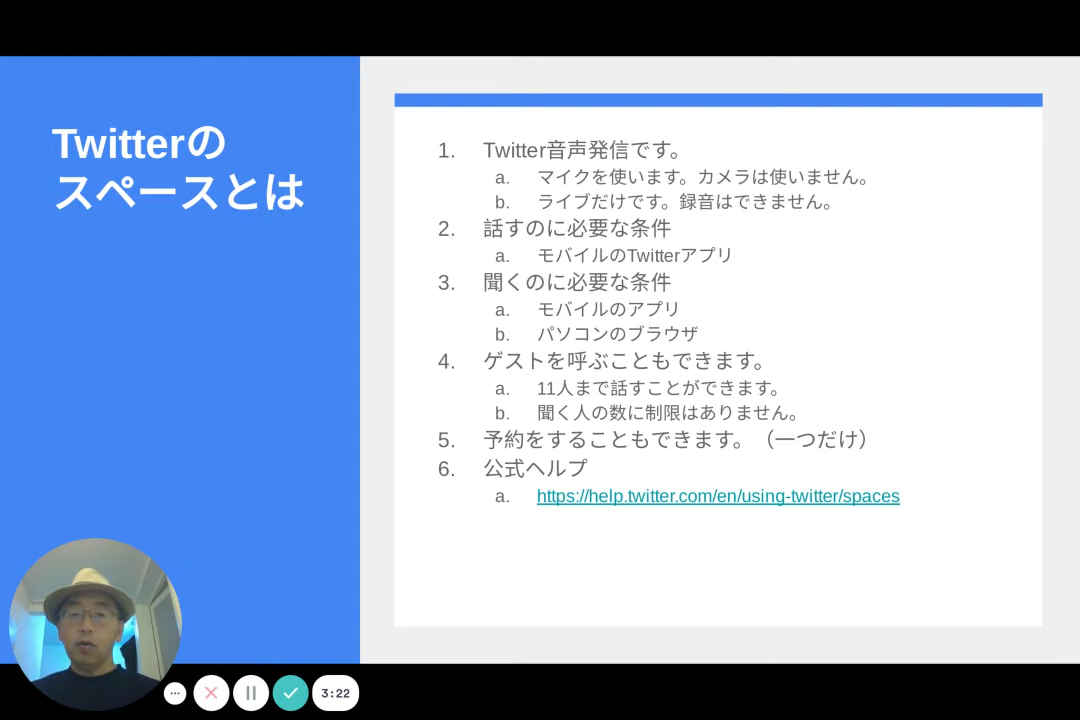 Twitterの
スペースとは
1. Twitter音声発信です。
a. マイクを使います。カメラは使いません。
b. ライブだけです。録音はできません。
2. 話すのに必要な条件
a. モバイルのTwitterアプリ
3. 聞くのに必要な条件
a. モバイルのアプリ
b. パソコンのブラウザ
4. ゲストを呼ぶこともできます。
a. 11人まで話すことができます。
b. 聞く人の数に制限はありません。
5. 予約をすることもできます。（一つだけ）
6. 公式ヘルプ
a. https://help.twitter.com/en/using-twitter/spaces
3:22